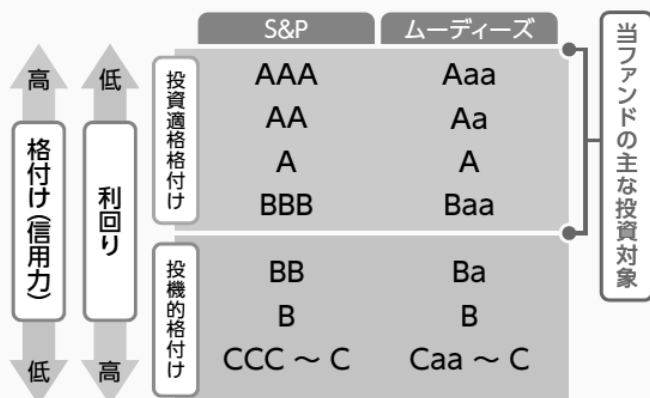 S&P ムーディーズ
高
格付け(信用力)
低
低
利回り
高
投資適格格付け
AAA Aaa
AA Aa
A A
BBB Baa
投機的格付け
BB Ba
B B
CCC ～ C Caa ～ C
当ファンドの主な投資対象